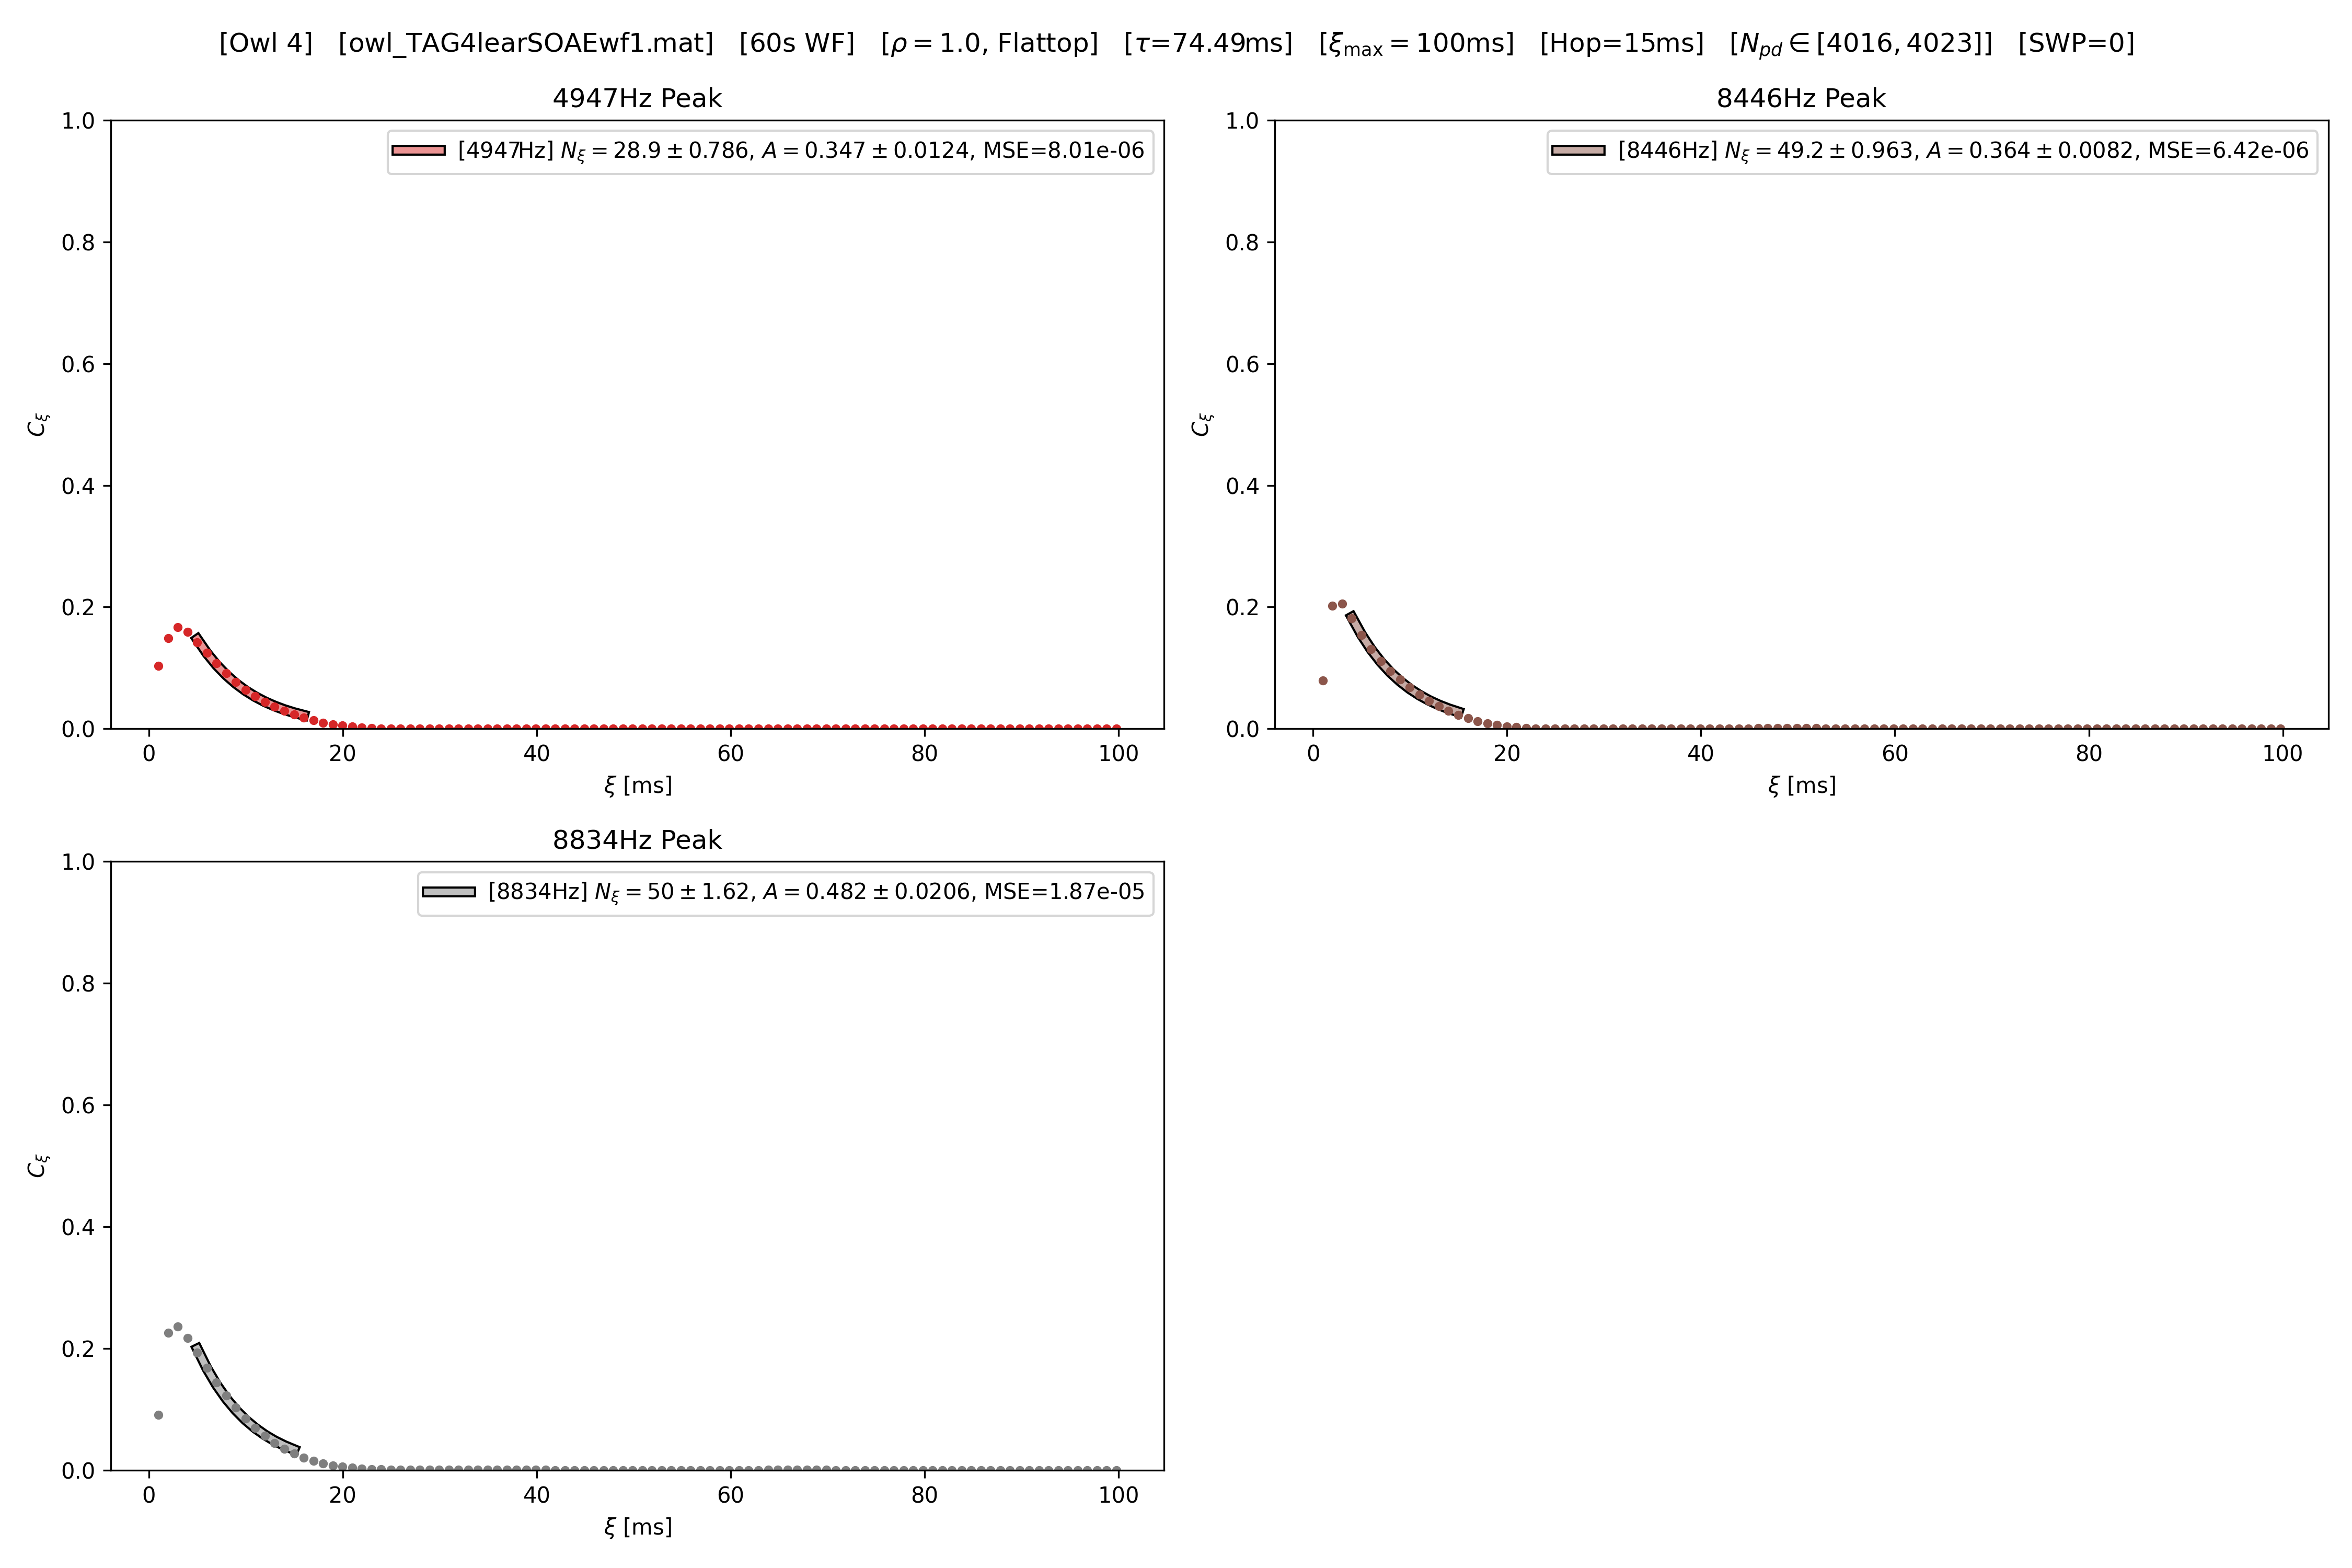 [Owl 4]   [owl_TAG4learSOAEwf1.mat]   [60s WF]   [ρ = 1.0, Flattop]   [τ=74.49ms]   [ξmax = 100ms]   [Hop=15ms]   [Npd ∈ [4016, 4023]]   [SWP=0]
4947Hz Peak
[4947Hz] Nξ = 28.9 ± 0.786, A = 0.347 ± 0.0124, MSE=8.01e-06
1.0
0.8
0.6
0.4
0.2
0.0
Cξ
0 20 40 60 80 100
ξ [ms]
8446Hz Peak
[8446Hz] Nξ = 49.2 ± 0.963, A = 0.364 ± 0.0082, MSE=6.42e-06
1.0
0.8
0.6
0.4
0.2
0.0
Cξ
0 20 40 60 80 100
ξ [ms]
8834Hz Peak
[8834Hz] Nξ = 50 ± 1.62, A = 0.482 ± 0.0206, MSE=1.87e-05
1.0
0.8
0.6
0.4
0.2
0.0
Cξ
0 20 40 60 80 100
ξ [ms]